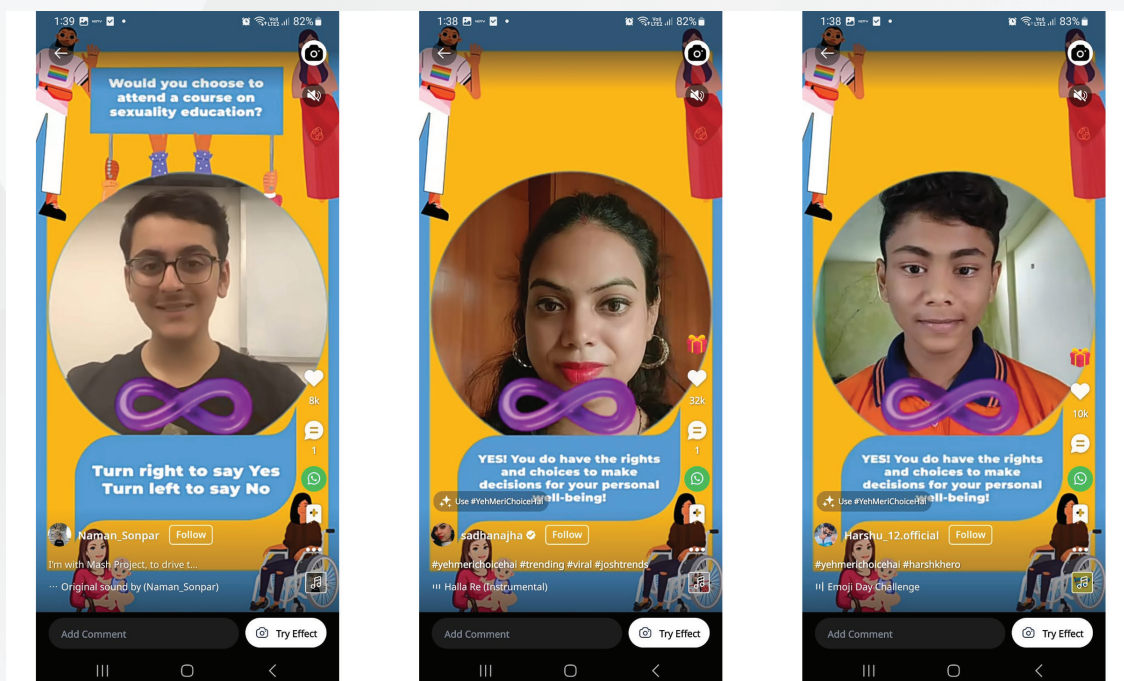 1:39 82%
Would you choose to
attend a course on
sexuality education?
8k
1
Turn right to say Yes
Turn left to say No
Naman_Sonpar Follow
I'm with Mash Project, to drive t...
... Original sound by (Naman_Sonpar)
Add Comment Try Effect
1:38 82%
32k
1
YES! You do have the rights
and choices to make
decisions for your personal
well-being!
Use #YehMeriChoiceHai
sadhanajha Follow
#yehmerichoicehai #trending #viral #joshtrends
Halla Re (Instrumental)
Add Comment Try Effect
1:38 83%
10k
YES! You do have the rights
and choices to make
decisions for your personal
well-being!
Use #YehMeriChoiceHai
Harshu_12.official Follow
#yehmerichoicehai #harshkhero
Emoji Day Challenge
Add Comment Try Effect